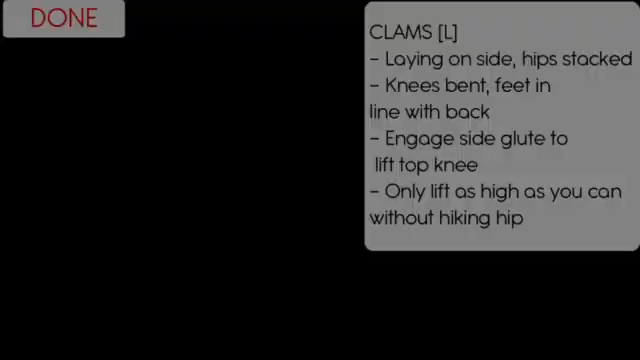 DONE
CLAMS [L]
- Laying on side, hips stacked
- Knees bent, feet in
line with back
- Engage side glute to
lift top knee
- Only lift as high as you can
without hiking hip